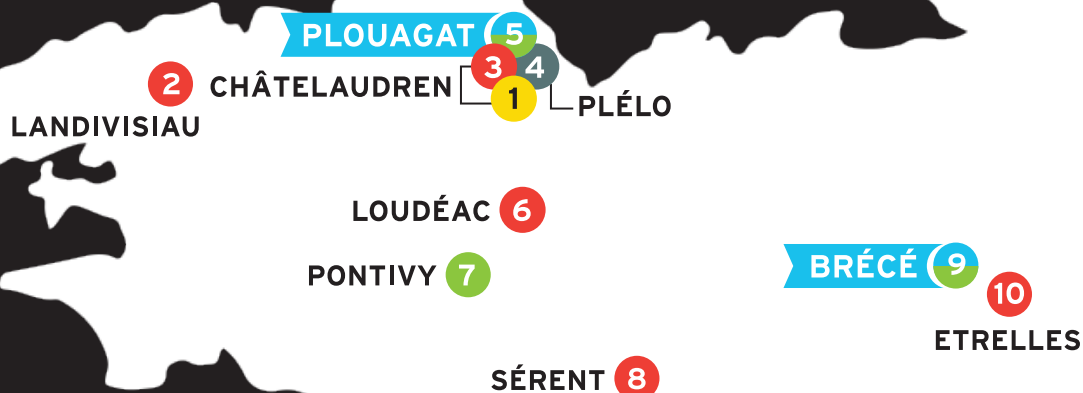 PLOUAGAT 5
3 4
2 CHÂTELAUDREN
1
PLÉLO
LANDIVISIAU
LOUDÉAC 6
BRÉCÉ 9
PONTIVY 7
10
ETRELLES
SÉRENT 8